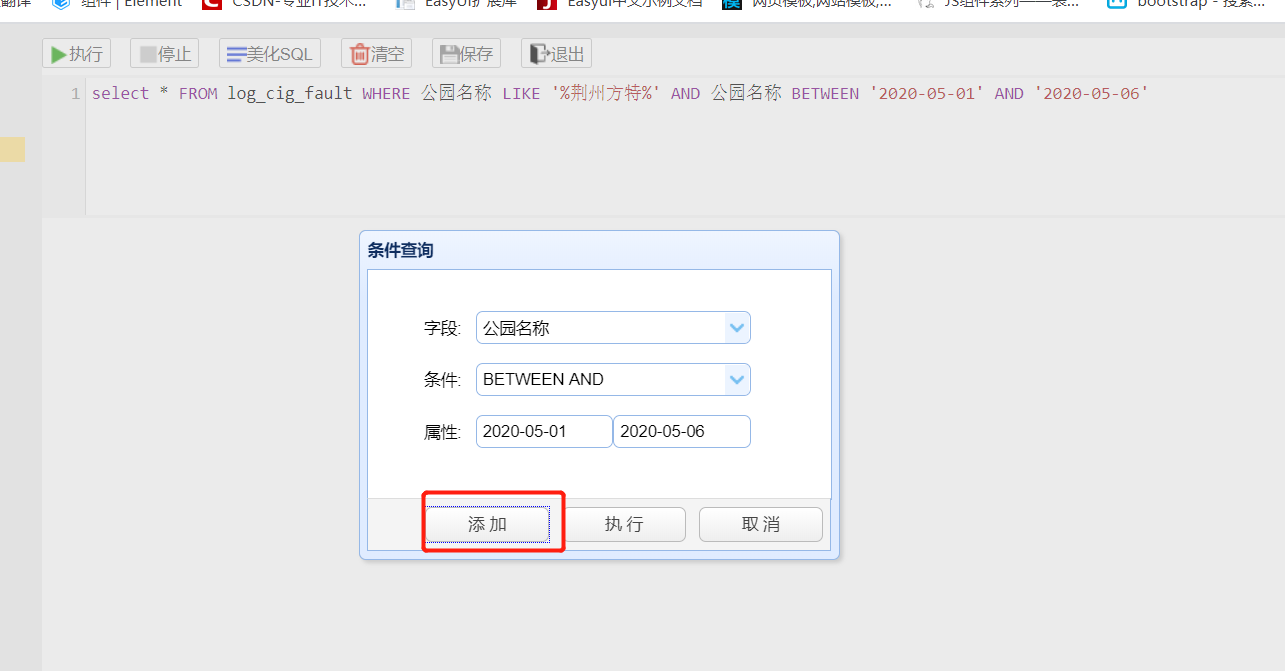 翻译 组件 | Element CSDN-专业IT技术... EasyUI扩展库 Easyui中文示例文档 网页模板,网站模板,... JS组件系列——表... bootstrap - 搜索...
执行 停止 美化SQL 清空 保存 退出
1 select * FROM log_cig_fault WHERE 公园名称 LIKE '%荆州方特%' AND 公园名称 BETWEEN '2020-05-01' AND '2020-05-06'
条件查询
字段: 公园名称
条件: BETWEEN AND
属性: 2020-05-01 2020-05-06
添 加 执 行 取 消